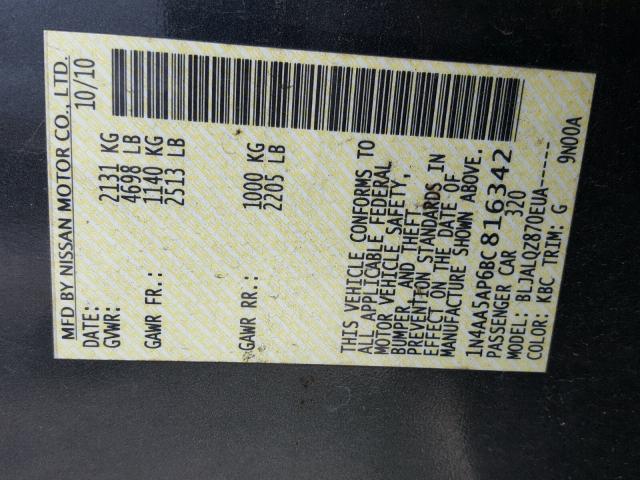 MFD BY NISSAN MOTOR CO., LTD.
DATE: 10/10
GVWR: 2131 KG
4698 LB
GAWR FR.: 1140 KG
2513 LB
GAWR RR.: 1000 KG
2205 LB
THIS VEHICLE CONFORMS TO
ALL APPLICABLE FEDERAL
MOTOR VEHICLE SAFETY,
BUMPER, AND THEFT
PREVENTION STANDARDS IN
EFFECT ON THE DATE OF
MANUFACTURE SHOWN ABOVE.
1N4AA5AP6BC816342
PASSENGER CAR 320
MODEL: BLJALQZ870EUA-----
COLOR: KBC TRIM: G 9N00A